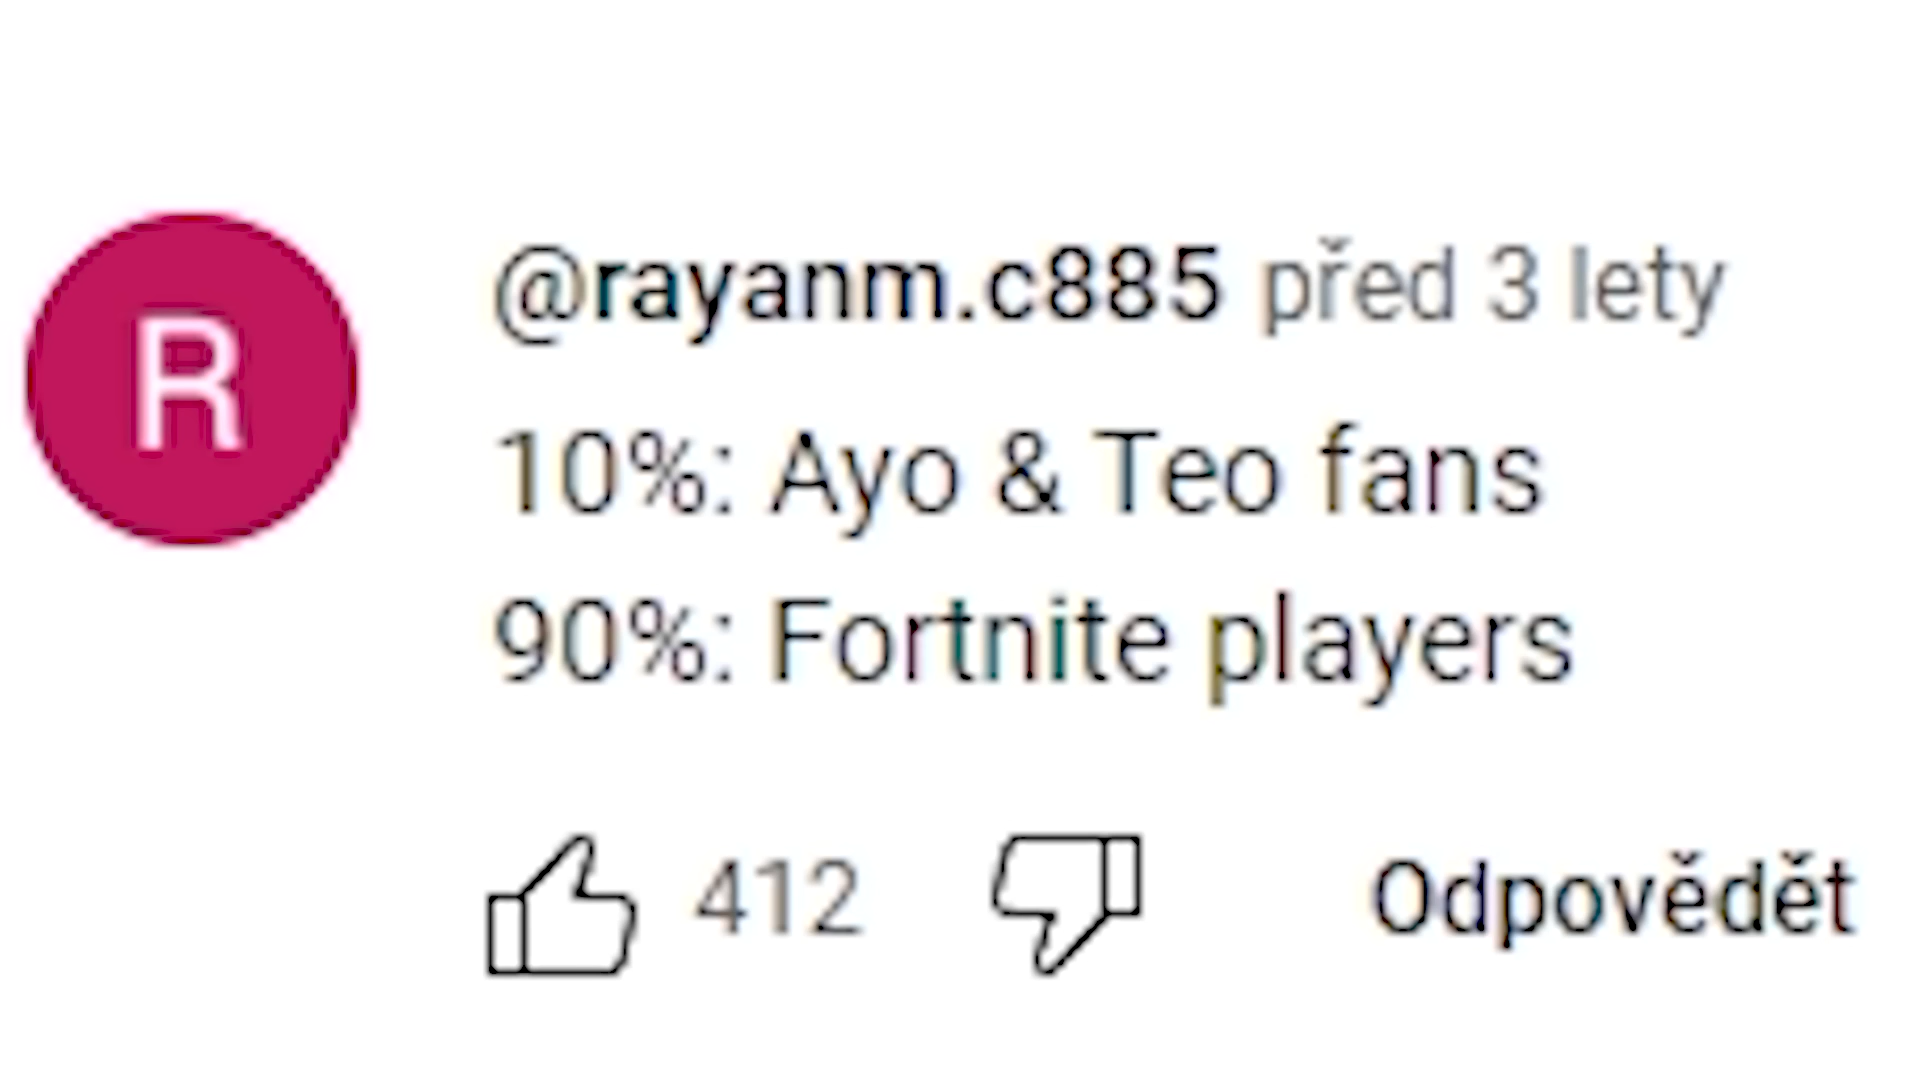 R
@rayanm.c885 před 3 lety
10%: Ayo & Teo fans
90%: Fortnite players
412 Odpovědět